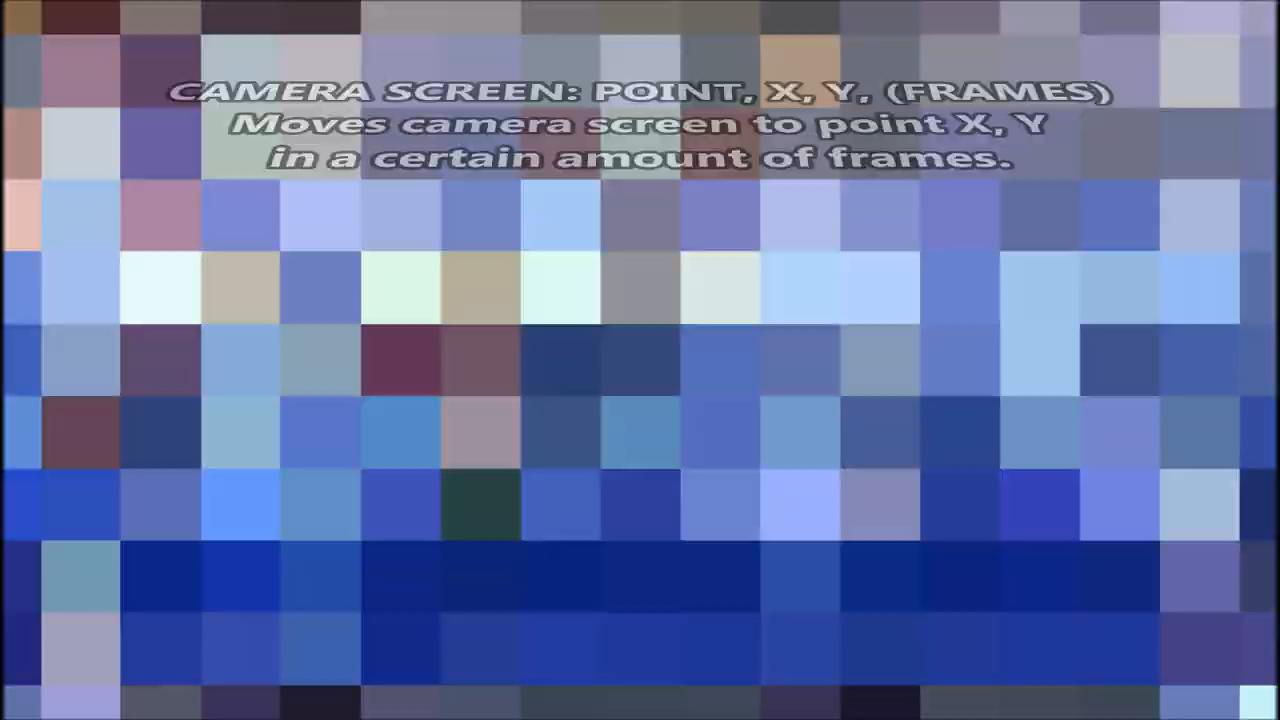 CAMERA SCREEN: POINT, X, Y, (FRAMES)
Moves camera screen to point X, Y
in a certain amount of frames.